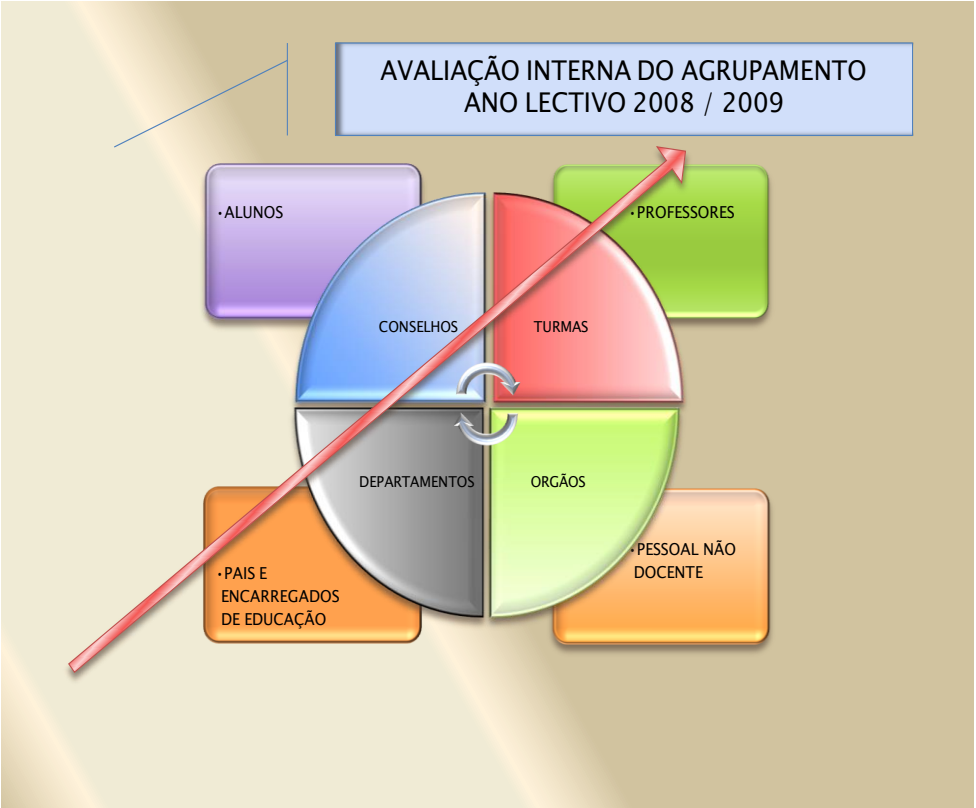 AVALIAÇÃO INTERNA DO AGRUPAMENTO
ANO LECTIVO 2008 / 2009
•ALUNOS
•PROFESSORES
CONSELHOS
TURMAS
DEPARTAMENTOS
ORGÃOS
•PAIS E
ENCARREGADOS
DE EDUCAÇÃO
•PESSOAL NÃO
DOCENTE